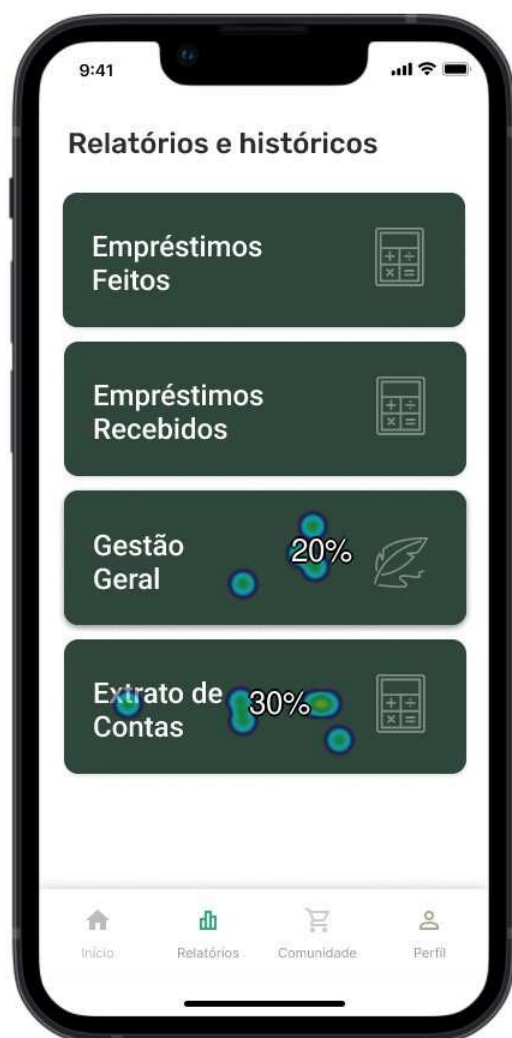 9:41
Relatórios e históricos
Empréstimos
Feitos
Empréstimos
Recebidos
Gestão
Geral
20%
Extrato de
Contas
30%
Início
Relatórios
Comunidade
Perfil